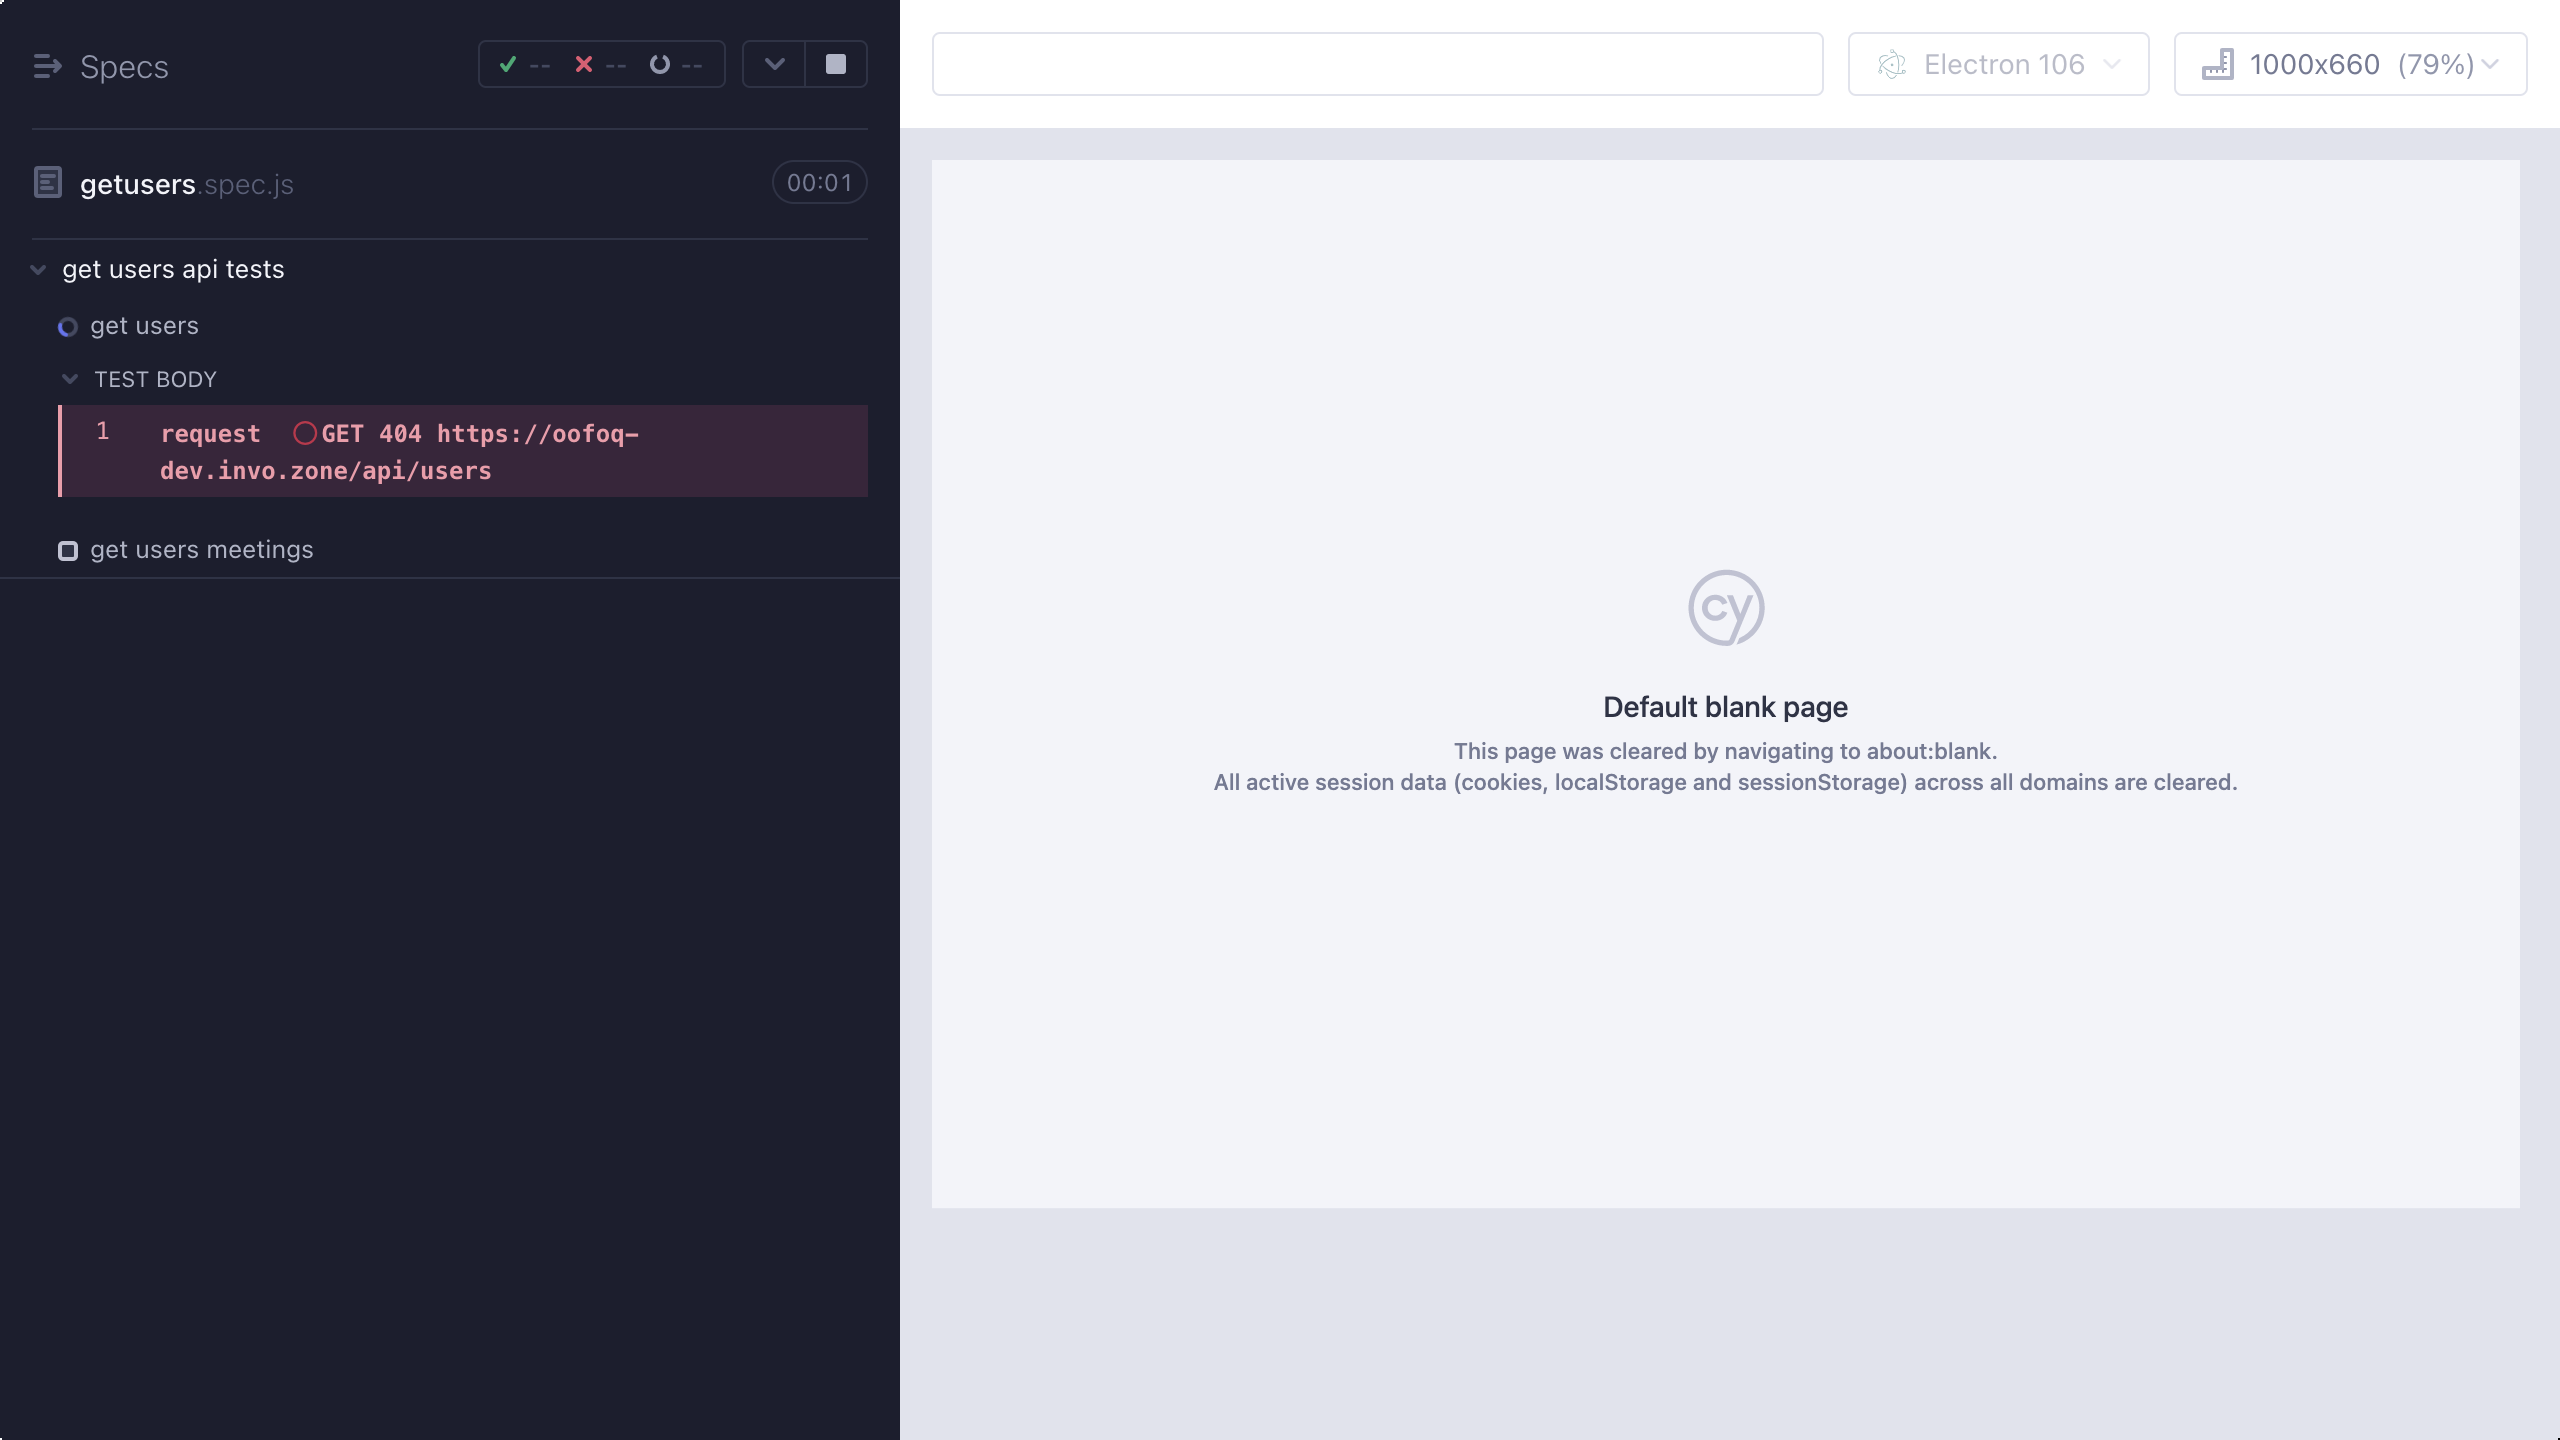 Specs
-- -- --
getusers.spec.js
00:01
get users api tests
get users
TEST BODY
1 request GET 404 https://oofoq-
dev.invo.zone/api/users
get users meetings
Electron 106
1000x660 (79%)
cy
Default blank page
This page was cleared by navigating to about:blank.
All active session data (cookies, localStorage and sessionStorage) across all domains are cleared.